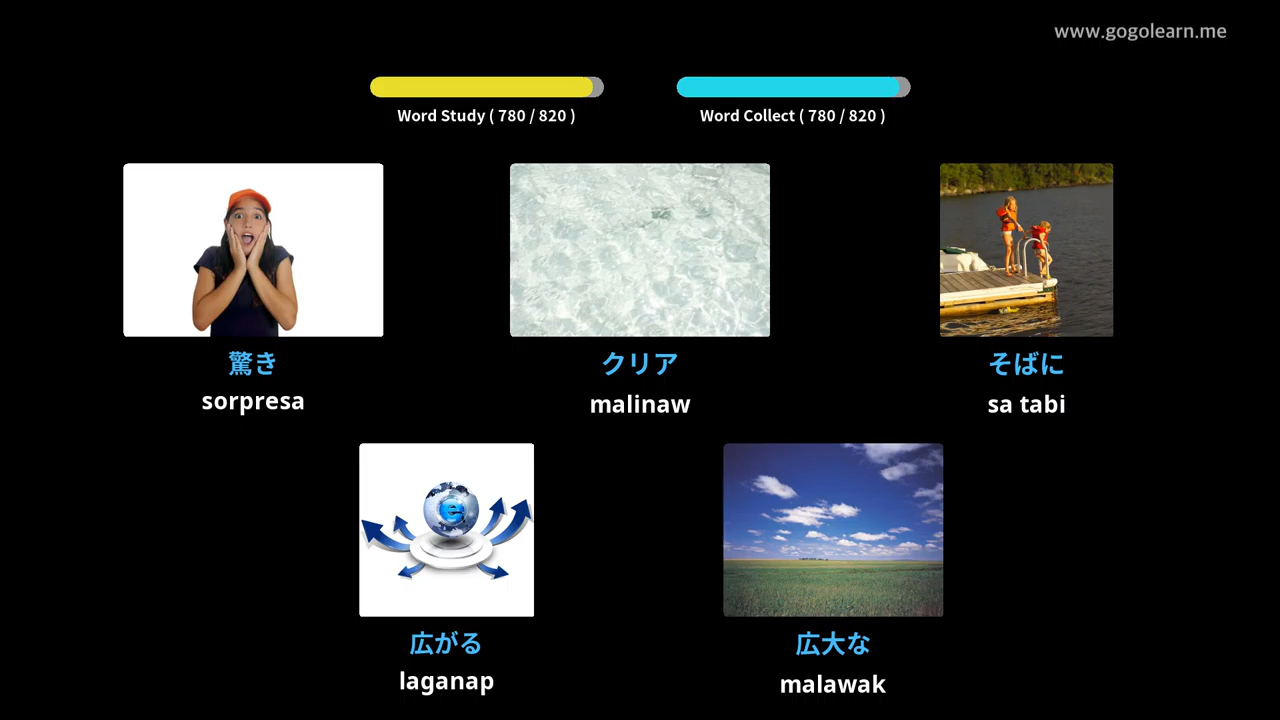 www.gogolearn.me
Word Study ( 780 / 820 )
Word Collect ( 780 / 820 )
驚き
sorpresa
クリア
malinaw
そばに
sa tabi
e
広がる
laganap
広大な
malawak